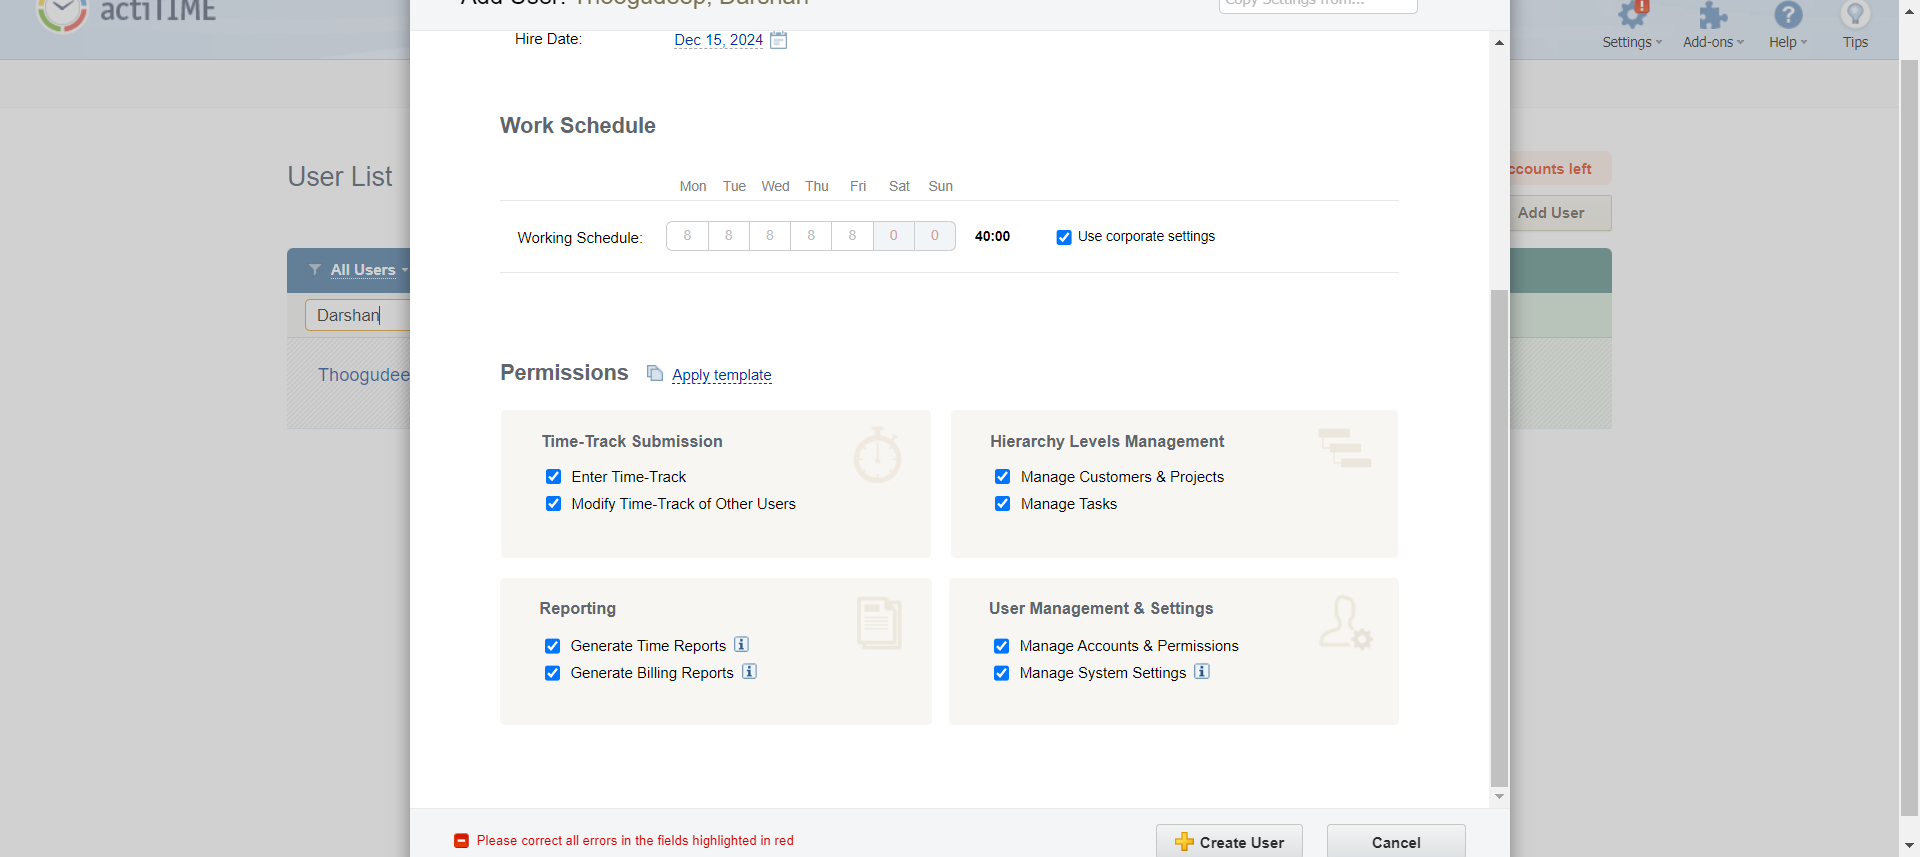 actiTIME
Add User: Thoogudeep, Darshan
Copy Settings from...
Settings
Add-ons
Help
Tips
Hire Date:
Dec 15, 2024
User List
ccounts left
Add User
All Users
Darshan
Thoogudee
Work Schedule
Mon Tue Wed Thu Fri Sat Sun
Working Schedule: 8 8 8 8 8 0 0 40:00 Use corporate settings
Permissions Apply template
Time-Track Submission
Enter Time-Track
Modify Time-Track of Other Users
Hierarchy Levels Management
Manage Customers & Projects
Manage Tasks
Reporting
Generate Time Reports
Generate Billing Reports
User Management & Settings
Manage Accounts & Permissions
Manage System Settings
Please correct all errors in the fields highlighted in red
Create User
Cancel